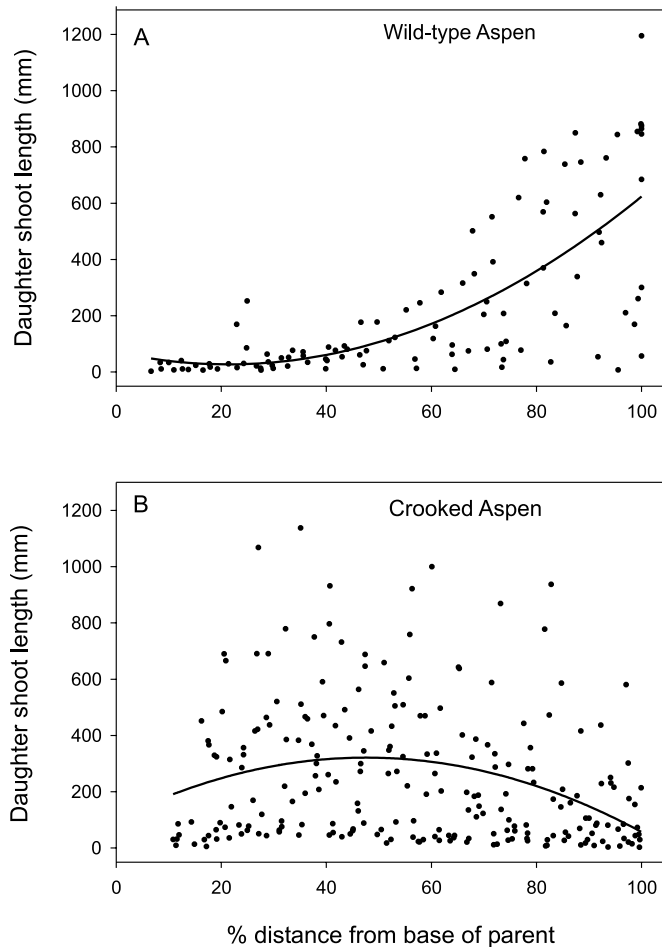 A
Wild-type Aspen
Daughter shoot length (mm)
1200
1000
800
600
400
200
0
0 20 40 60 80 100
B
Crooked Aspen
Daughter shoot length (mm)
1200
1000
800
600
400
200
0
0 20 40 60 80 100
% distance from base of parent